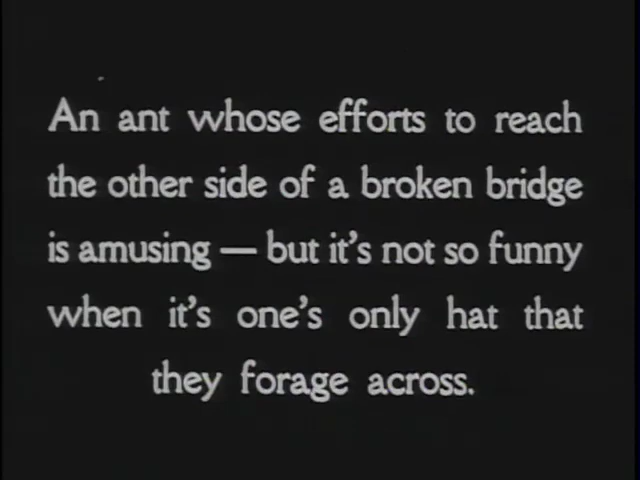 An ant whose efforts to reach
the other side of a broken bridge
is amusing — but it's not so funny
when it's one's only hat that
they forage across.